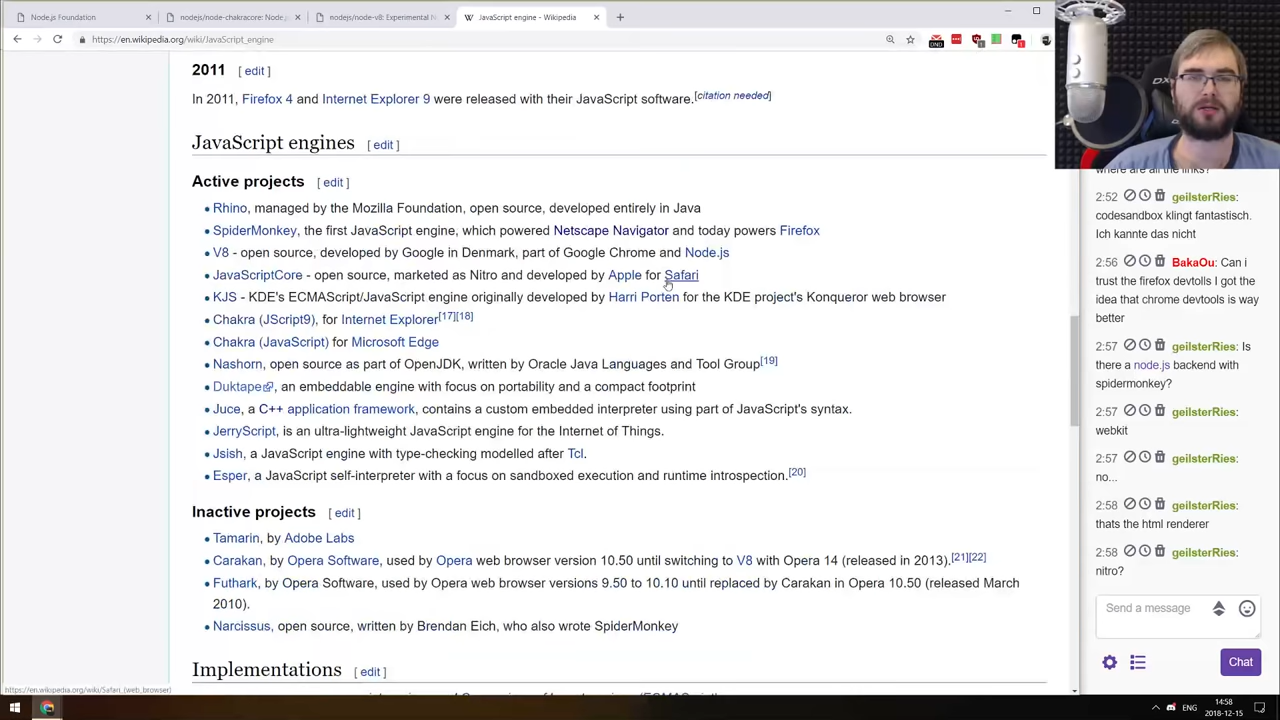 Node.js Foundation
nodejs/node-chakracore: Node.j
nodejs/node-v8: Experimental N
W JavaScript engine - Wikipedia
https://en.wikipedia.org/wiki/JavaScript_engine
2011 [ edit ]
In 2011, Firefox 4 and Internet Explorer 9 were released with their JavaScript software.[citation needed]
JavaScript engines [ edit ]
Active projects [ edit ]
• Rhino, managed by the Mozilla Foundation, open source, developed entirely in Java
• SpiderMonkey, the first JavaScript engine, which powered Netscape Navigator and today powers Firefox
• V8 - open source, developed by Google in Denmark, part of Google Chrome and Node.js
• JavaScriptCore - open source, marketed as Nitro and developed by Apple for Safari
• KJS - KDE's ECMAScript/JavaScript engine originally developed by Harri Porten for the KDE project's Konqueror web browser
• Chakra (JScript9), for Internet Explorer[17][18]
• Chakra (JavaScript) for Microsoft Edge
• Nashorn, open source as part of OpenJDK, written by Oracle Java Languages and Tool Group[19]
• Duktape, an embeddable engine with focus on portability and a compact footprint
• Juce, a C++ application framework, contains a custom embedded interpreter using part of JavaScript's syntax.
• JerryScript, is an ultra-lightweight JavaScript engine for the Internet of Things.
• Jsish, a JavaScript engine with type-checking modelled after Tcl.
• Esper, a JavaScript self-interpreter with a focus on sandboxed execution and runtime introspection.[20]
Inactive projects [ edit ]
• Tamarin, by Adobe Labs
• Carakan, by Opera Software, used by Opera web browser version 10.50 until switching to V8 with Opera 14 (released in 2013).[21][22]
• Futhark, by Opera Software, used by Opera web browser versions 9.50 to 10.10 until replaced by Carakan in Opera 10.50 (released March
2010).
• Narcissus, open source, written by Brendan Eich, who also wrote SpiderMonkey
Implementations [ edit ]
https://en.wikipedia.org/wiki/Safari_(web_browser)
where are all the links?
2:52 geilsterRies:
codesandbox klingt fantastisch.
Ich kannte das nicht
2:56 BakaOu: Can i
trust the firefox devtolls I got the
idea that chrome devtools is way
better
2:57 geilsterRies: Is
there a node.js backend with
spidermonkey?
2:57 geilsterRies:
webkit
2:57 geilsterRies:
no...
2:58 geilsterRies:
thats the html renderer
2:58 geilsterRies:
nitro?
Send a message
Chat
ENG
14:58
2018-12-15